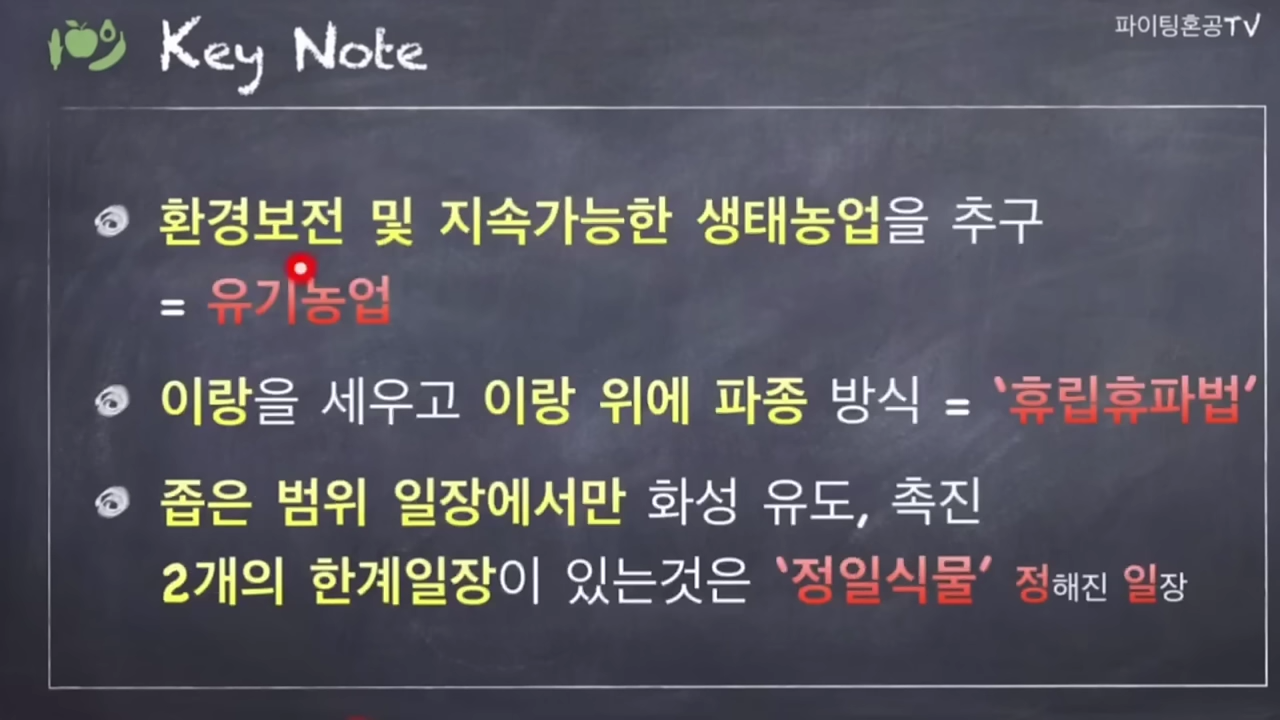 Key Note
파이팅혼공TV
환경보전 및 지속가능한 생태농업을 추구
= 유기농업
이랑을 세우고 이랑 위에 파종 방식 = '휴립휴파법'
좁은 범위 일장에서만 화성 유도, 촉진
2개의 한계일장이 있는것은 '정일식물' 정해진 일장